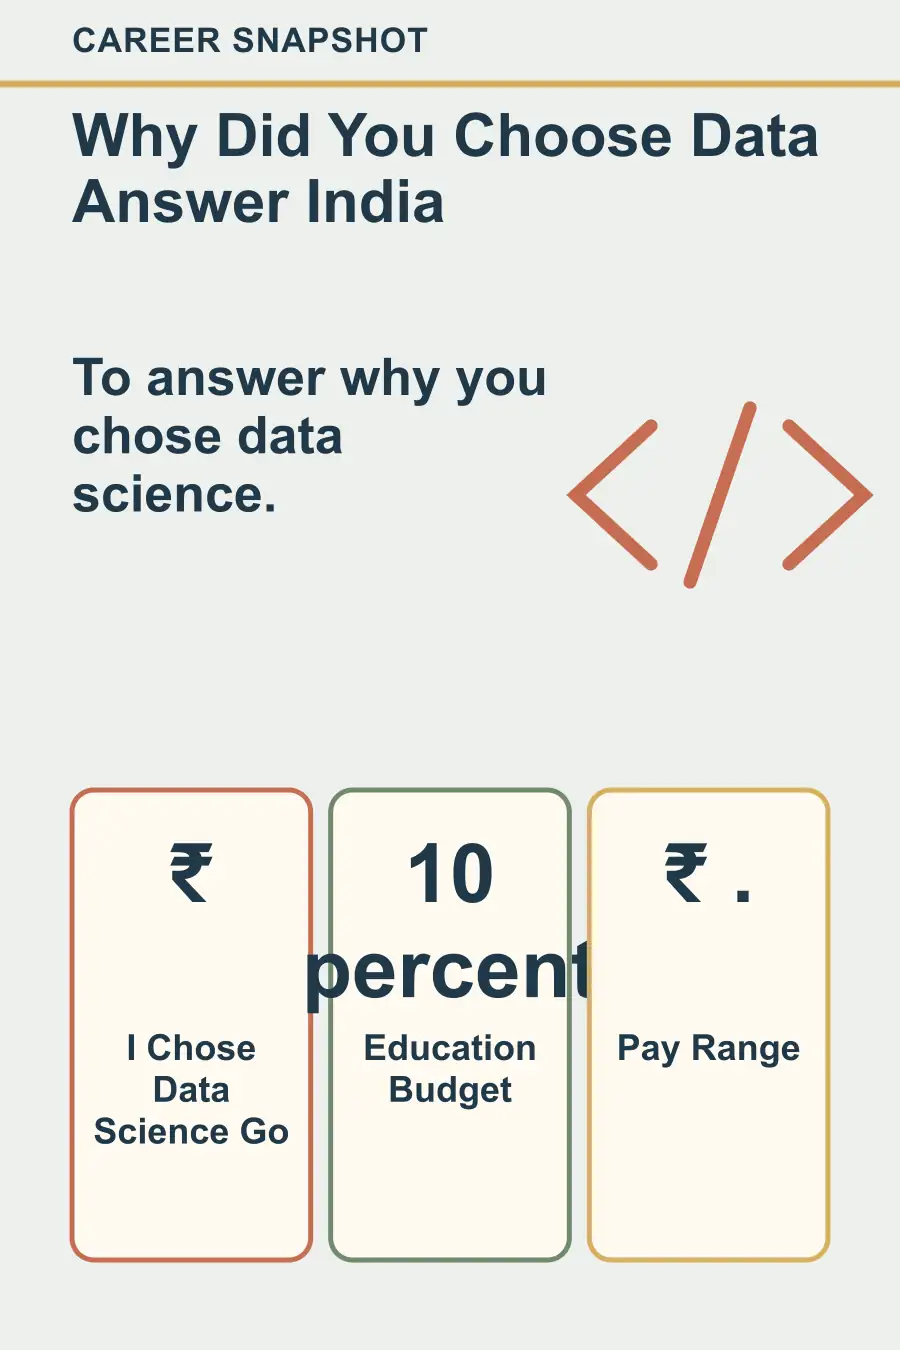 CAREER SNAPSHOT
Why Did You Choose Data
Answer India
To answer why you
chose data
science.
</>
₹
I Chose
Data
Science Go
10
percent
Education
Budget
₹ .
Pay Range